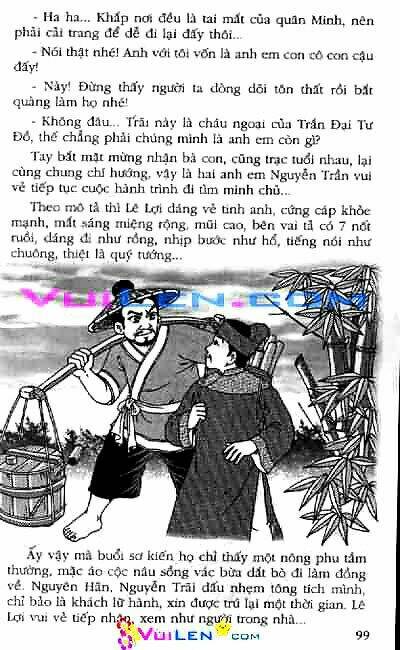 - Ha ha... Khắp nơi đều là tai mắt của quân Minh, nên
phải cải trang để dễ đi lại đấy thôi...
- Nói thật nhé! Anh với tôi vốn là anh em con cô con cậu
đấy!
- Này! Đừng thấy người ta dòng dõi tôn thất rồi bắt
quàng làm họ nhé!
- Không đâu... Trãi này là cháu ngoại của Trần Đại Tư
Đồ, thế chẳng phải chúng mình là anh em còn gì?
Tay bắt mặt mừng nhận bà con, cũng trạc tuổi nhau, lại
cùng chung chí hướng, vậy là hai anh em Nguyễn Trần vui
vẻ tiếp tục cuộc hành trình đi tìm minh chủ...
Theo mô tả thì Lê Lợi dáng vẻ tinh anh, cứng cáp khỏe
mạnh, mắt sáng miệng rộng, mũi cao, bên vai tả có 7 nốt
ruồi, dáng đi như rồng, nhịp bước như hổ, tiếng nói như
chuông, thiệt là quý tướng...
VUILEN.COM
Ấy vậy mà buổi sơ kiến họ chỉ thấy một nông phu tầm
thường, mặc áo cộc nâu sồng vác bừa dắt bò đi làm đồng
về. Nguyên Hãn, Nguyễn Trãi dấu nhẹm tông tích mình,
chỉ bảo là khách lữ hành, xin được trú lại một thời gian. Lê
Lợi vui vẻ tiếp nhận, xem như người trong nhà...
99
VUILEN.COM